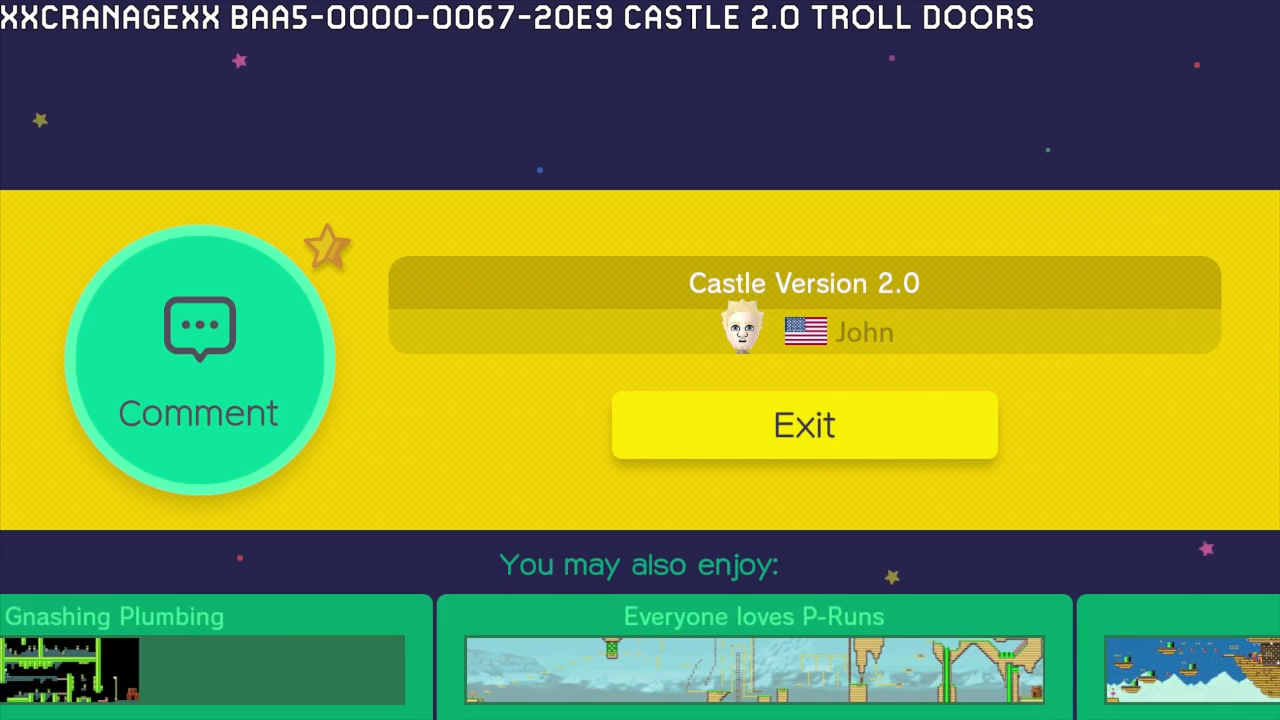 XXCRANAGEXX BAA5-0000-0067-20E9 CASTLE 2.0 TROLL DOORS
Castle Version 2.0
John
Comment
Exit
You may also enjoy:
Gnashing Plumbing
Everyone loves P-Runs